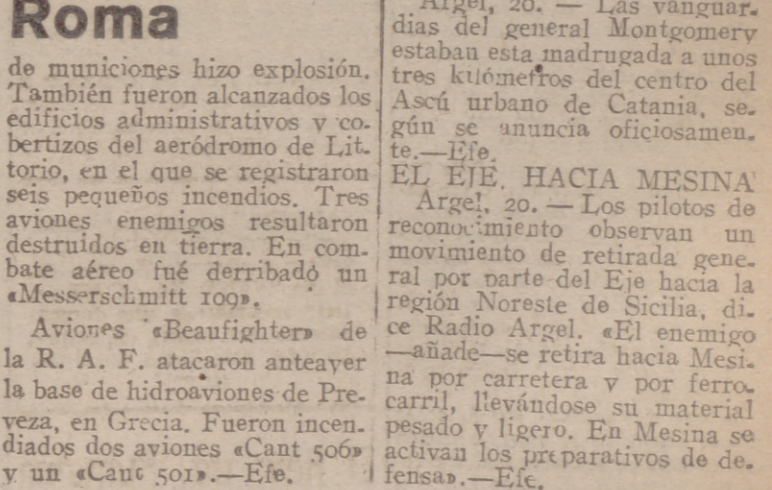 Roma
de municiones hizo explosión.
También fueron alcanzados los
edificios administrativos y co-
bertizos del aeródromo de Lit-
torio, en el que se registraron
seis pequeños incendios. Tres
aviones enemigos resultaron
destruidos en tierra. En com-
bate aéreo fué derribado un
«Messerschmitt 109».
Aviones «Beaufighter» de
la R. A. F. atacaron anteayer
la base de hidroaviones de Pre-
veza, en Grecia. Fueron incen-
diados dos aviones «Cant 506»
y un «Cant 501».—Efe.
Argel, 20. — Las vanguar-
dias del general Montgomery
estaban esta madrugada a unos
tres kilómetros del centro del
Ascú urbano de Catania, se-
gún se anuncia oficiosamen-
te.—Efe.
EL EJE, HACIA MESINA
Argel, 20. — Los pilotos de
reconocimiento observan un
movimiento de retirada gene-
ral por parte del Eje hacia la
región Noreste de Sicilia, di-
ce Radio Argel. «El enemigo
—añade—se retira hacia Mesi-
na por carretera y por ferro-
carril, llevándose su material
pesado y ligero. En Mesina se
activan los preparativos de de-
fensa».—Efe.